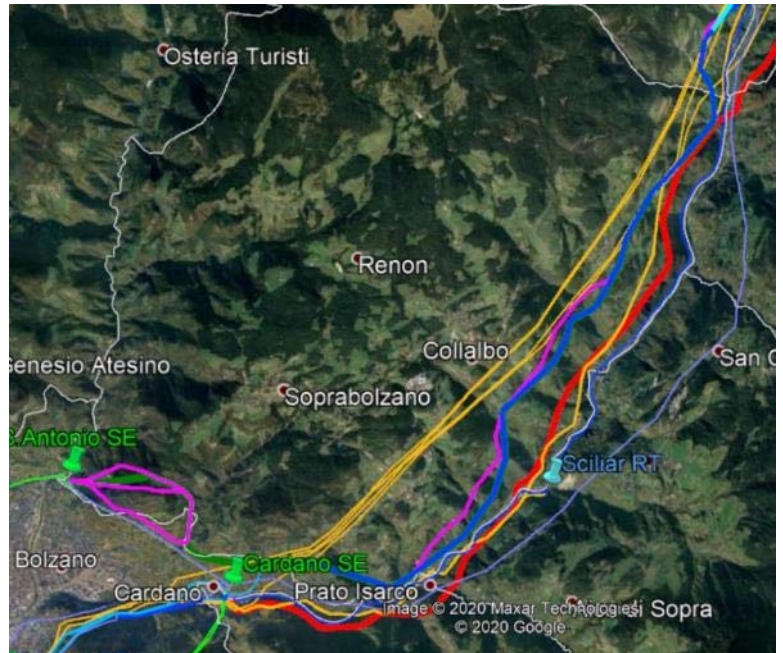 Osteria Turisti
Renon
Collalbo
San
Genesio Atesino
Soprabolzano
Antonio SE
Sciliar RT
Bolzano
Cardano SE
Cardano
Prato Isarco
di Sopra
Image © 2020 Maxar Technologies
© 2020 Google